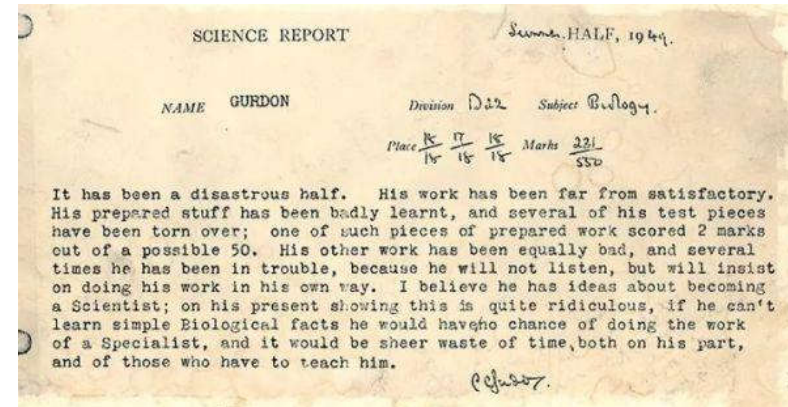 SCIENCE REPORT Summer HALF, 1949.
NAME GURDON Division D22 Subject Biology.
Place 18/18 17/18 18/18 Marks 231/550
It has been a disastrous half. His work has been far from satisfactory.
His prepared stuff has been badly learnt, and several of his test pieces
have been torn over; one of such pieces of prepared work scored 2 marks
out of a possible 50. His other work has been equally bad, and several
times he has been in trouble, because he will not listen, but will insist
on doing his work in his own way. I believe he has ideas about becoming
a Scientist; on his present showing this is quite ridiculous, if he can't
learn simple Biological facts he would have no chance of doing the work
of a Specialist, and it would be sheer waste of time, both on his part,
and of those who have to teach him.